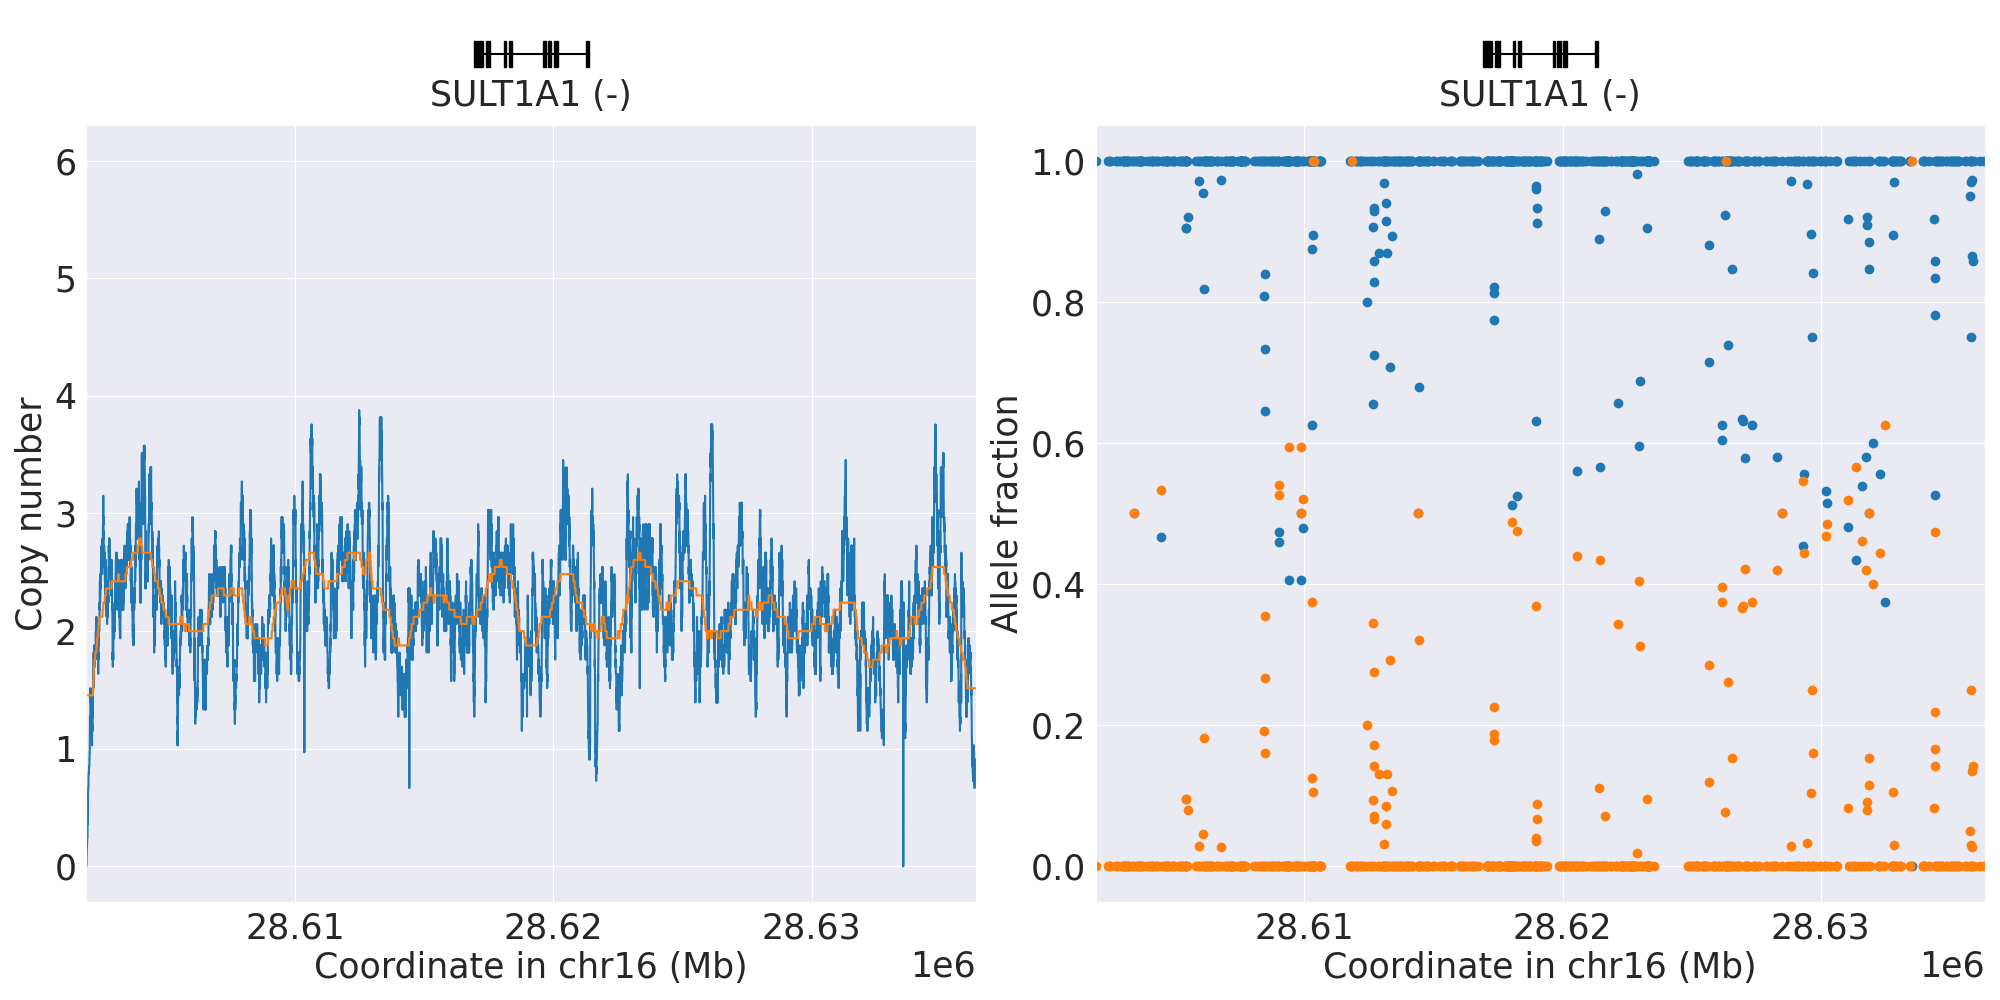 SULT1A1 (-)
6
5
4
3
2
1
0
Copy number
28.61
28.62
28.63
Coordinate in chr16 (Mb)
1e6
SULT1A1 (-)
1.0
0.8
0.6
0.4
0.2
0.0
Allele fraction
28.61
28.62
28.63
Coordinate in chr16 (Mb)
1e6